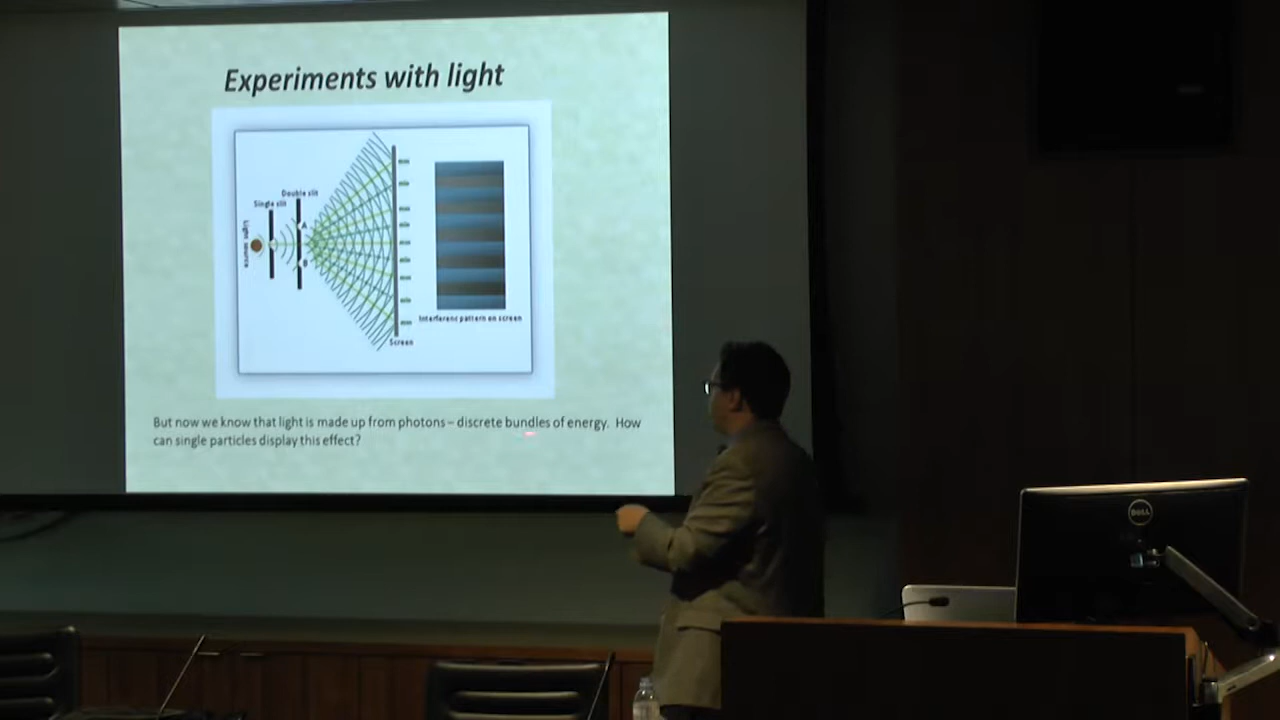 Experiments with light
Double slit
Single slit
Light source
A
B
Interferenc pattern on screen
Screen
But now we know that light is made up from photons – discrete bundles of energy. How
can single particles display this effect?
DELL